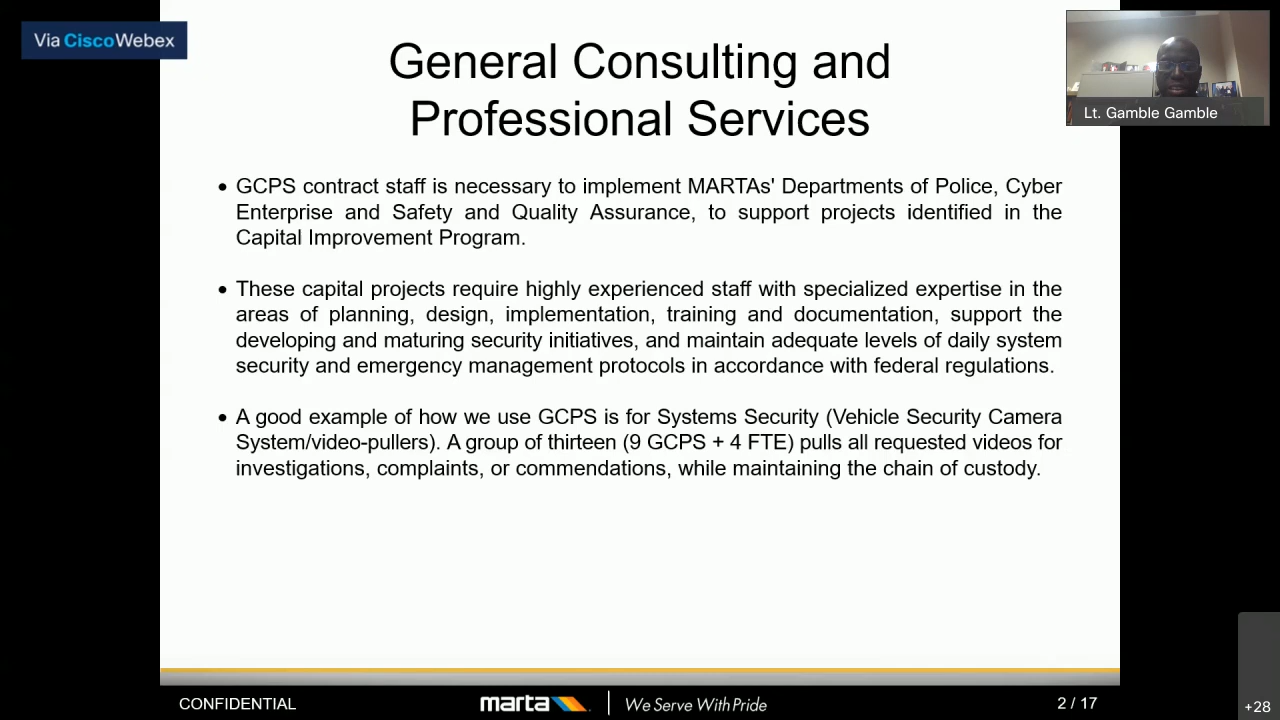 Via CiscoWebex
General Consulting and
Professional Services
Lt. Gamble Gamble
• GCPS contract staff is necessary to implement MARTAs' Departments of Police, Cyber
Enterprise and Safety and Quality Assurance, to support projects identified in the
Capital Improvement Program.
• These capital projects require highly experienced staff with specialized expertise in the
areas of planning, design, implementation, training and documentation, support the
developing and maturing security initiatives, and maintain adequate levels of daily system
security and emergency management protocols in accordance with federal regulations.
• A good example of how we use GCPS is for Systems Security (Vehicle Security Camera
System/video-pullers). A group of thirteen (9 GCPS + 4 FTE) pulls all requested videos for
investigations, complaints, or commendations, while maintaining the chain of custody.
CONFIDENTIAL
marta
We Serve With Pride
2 / 17
+28